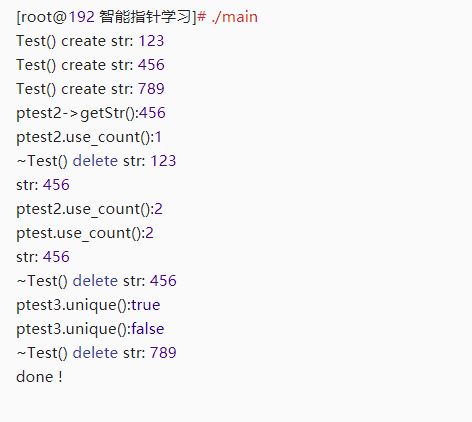 [root@192 智能指针学习]# ./main
Test() create str: 123
Test() create str: 456
Test() create str: 789
ptest2->getStr():456
ptest2.use_count():1
~Test() delete str: 123
str: 456
ptest2.use_count():2
ptest.use_count():2
str: 456
~Test() delete str: 456
ptest3.unique():true
ptest3.unique():false
~Test() delete str: 789
done !